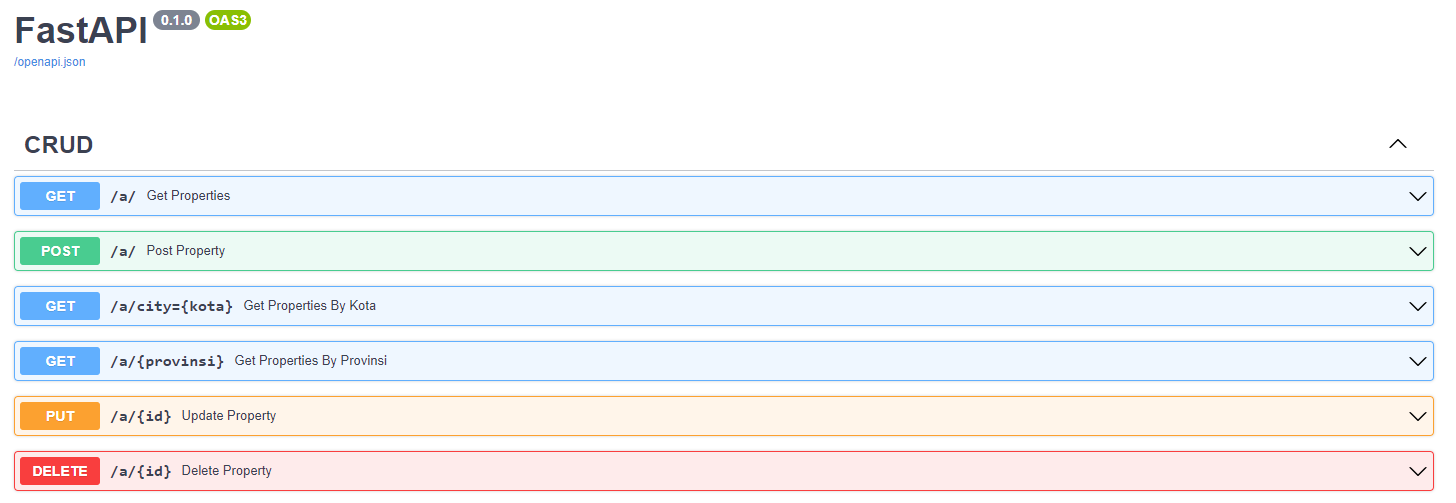 FastAPI 0.1.0 OAS3
/openapi.json
CRUD
GET /a/ Get Properties
POST /a/ Post Property
GET /a/city={kota} Get Properties By Kota
GET /a/{provinsi} Get Properties By Provinsi
PUT /a/{id} Update Property
DELETE /a/{id} Delete Property